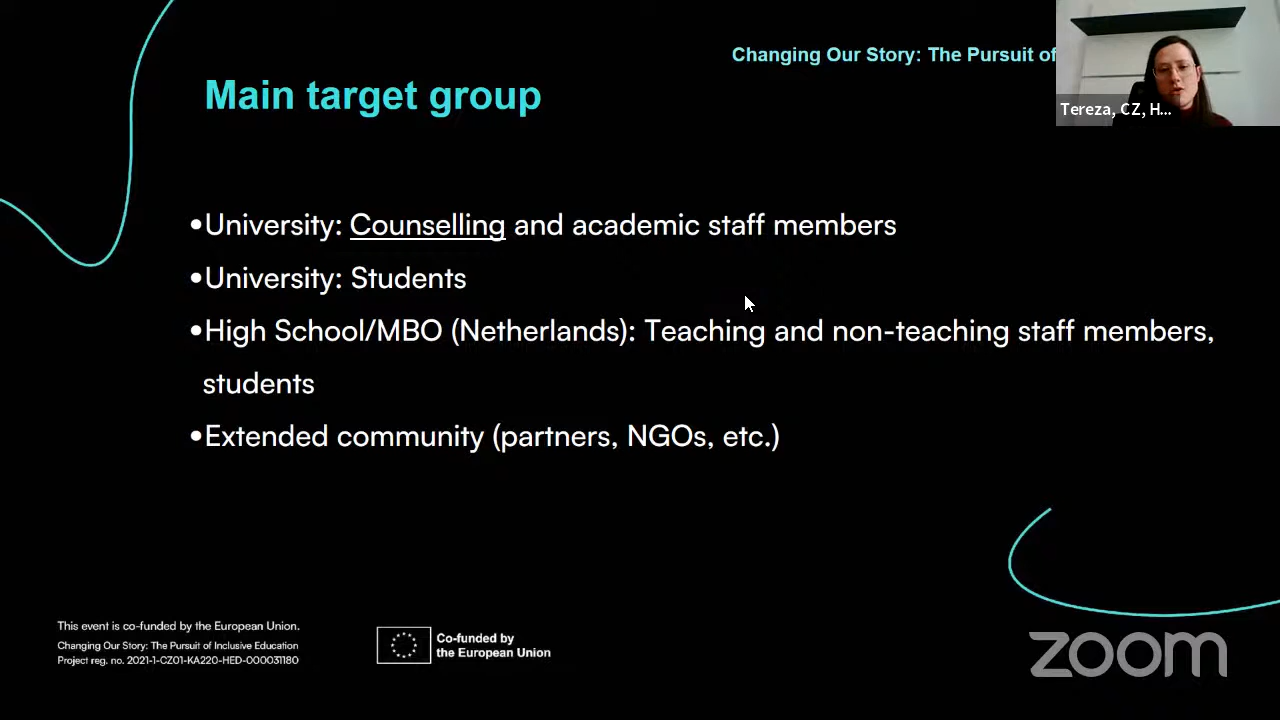 Changing Our Story: The Pursuit of
Main target group
Tereza, CZ, H...
•University: Counselling and academic staff members
•University: Students
•High School/MBO (Netherlands): Teaching and non-teaching staff members,
students
•Extended community (partners, NGOs, etc.)
This event is co-funded by the European Union.
Changing Our Story: The Pursuit of Inclusive Education
Project reg. no. 2021-1-CZ01-KA220-HED-000031180
Co-funded by
the European Union
zoom